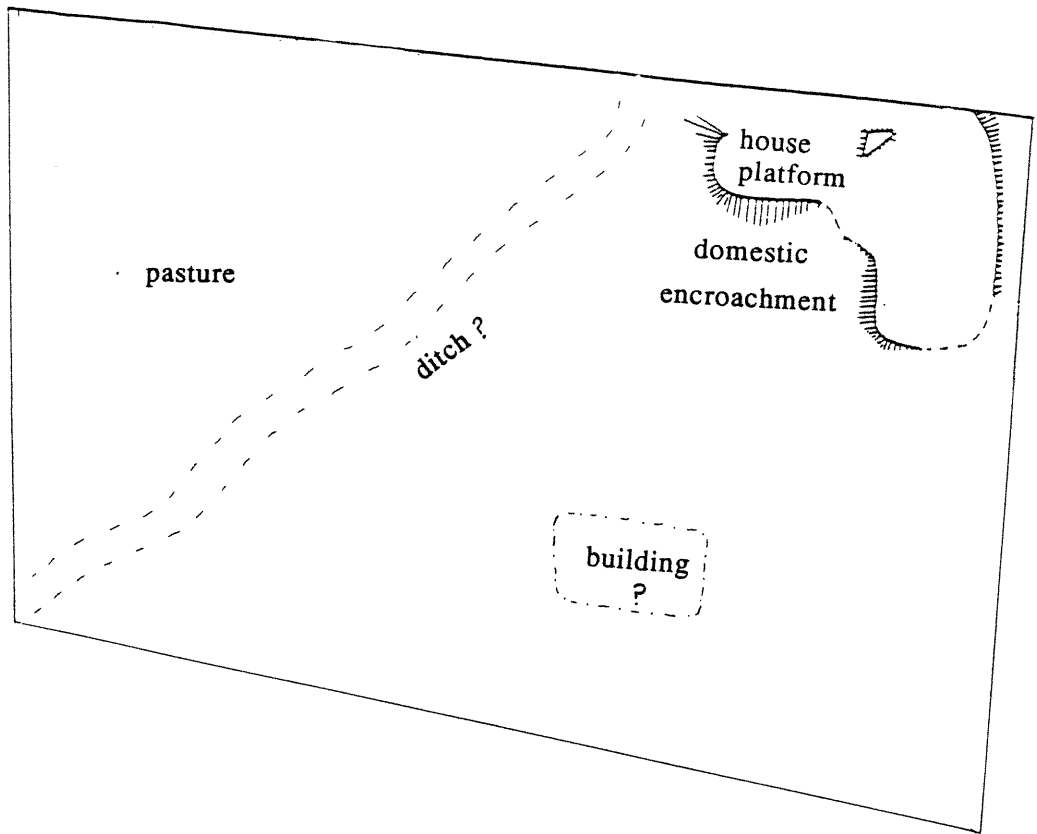 house
platform
domestic
encroachment
pasture
ditch ?
building
?